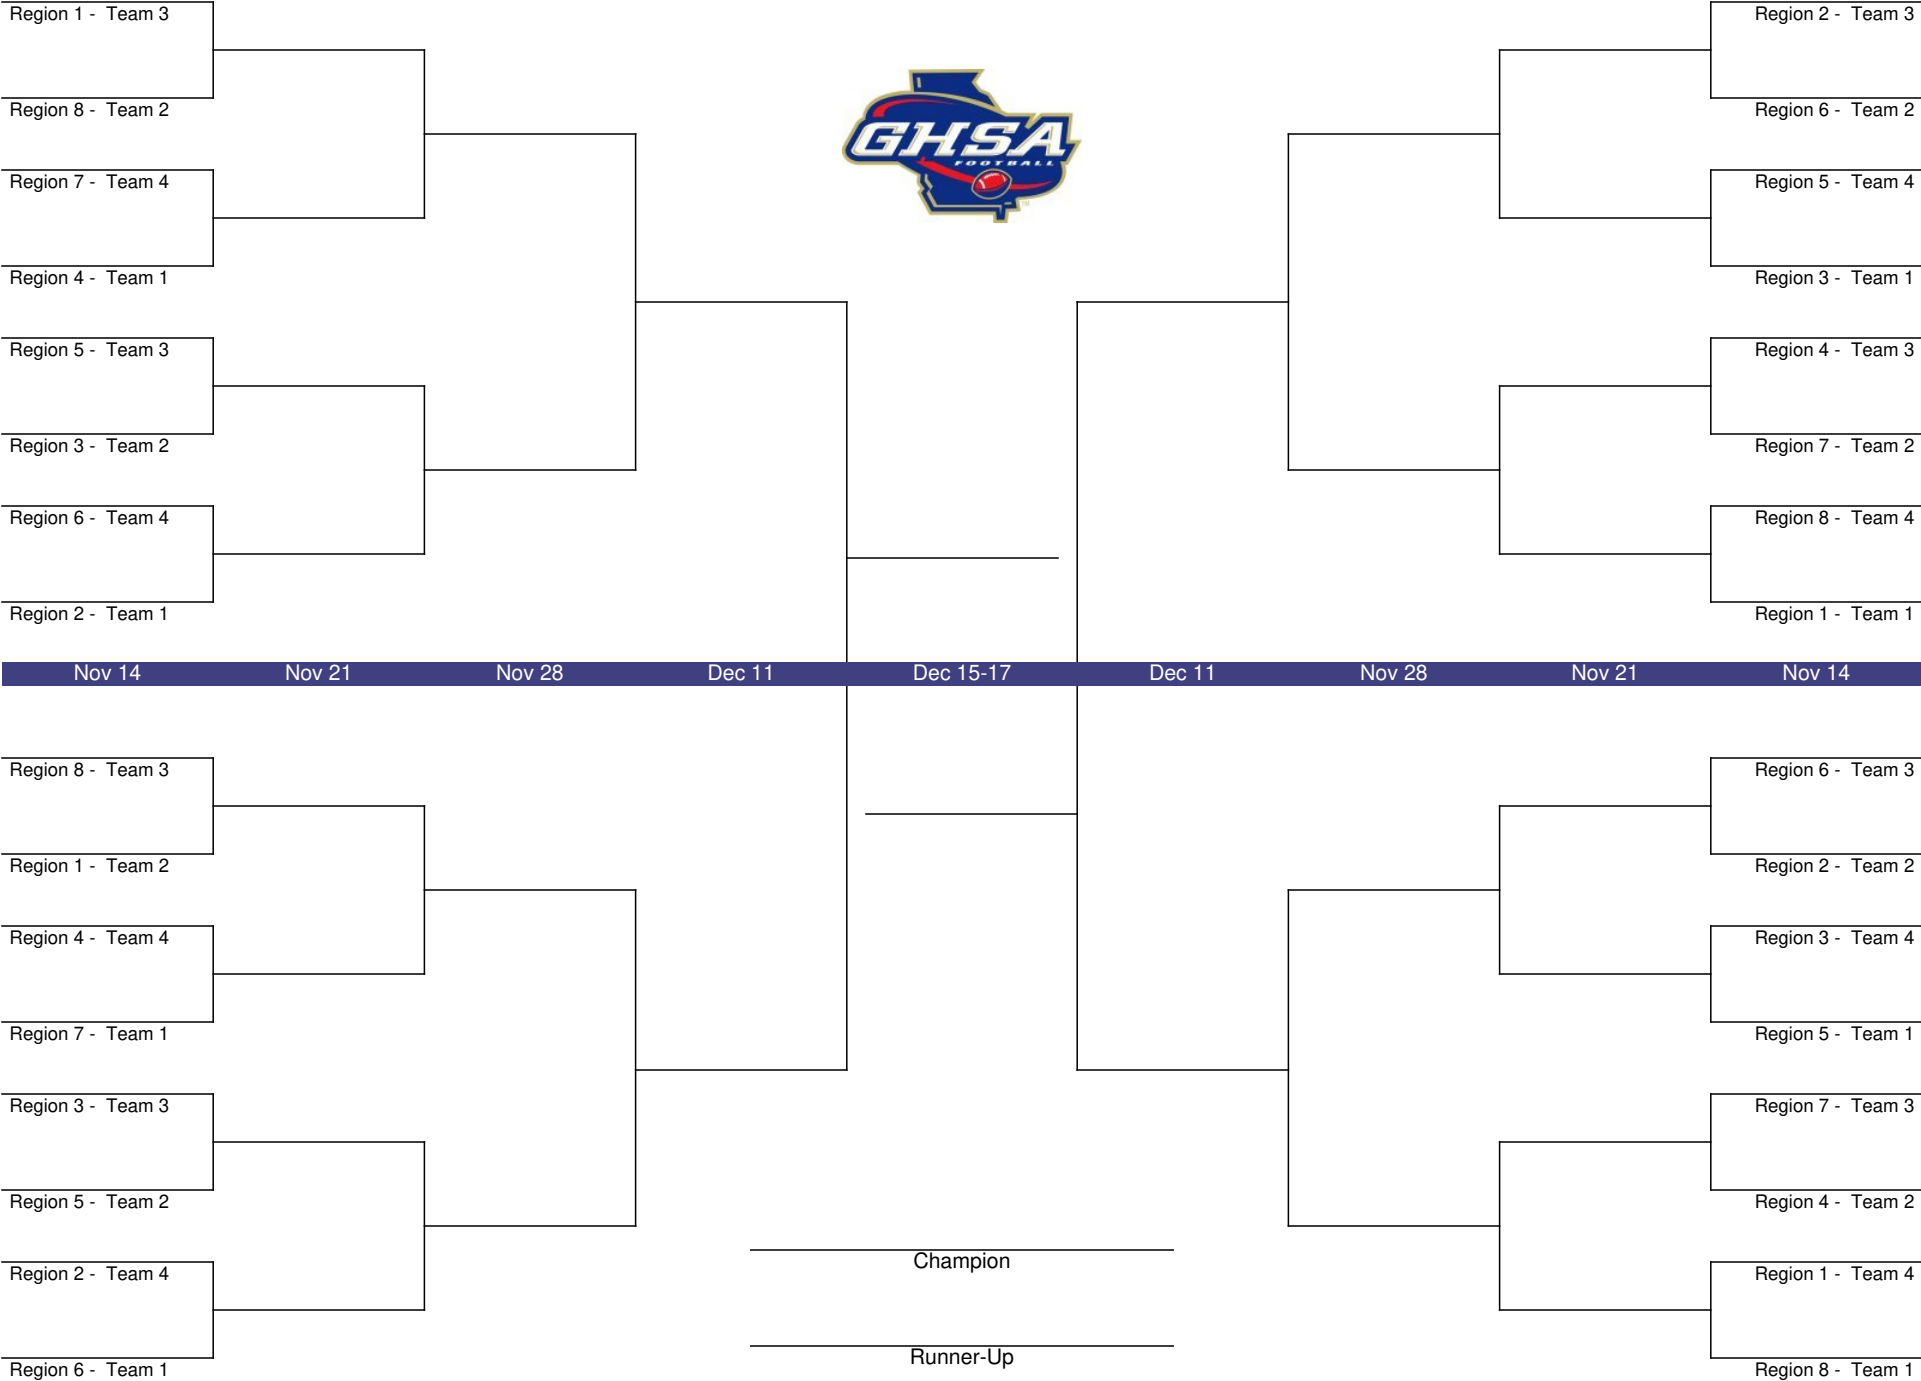 Region 1 - Team 3
Region 8 - Team 2
Region 7 - Team 4
Region 4 - Team 1
Region 5 - Team 3
Region 3 - Team 2
Region 6 - Team 4
Region 2 - Team 1
GHSA
FOOTBALL
TM
Region 2 - Team 3
Region 6 - Team 2
Region 5 - Team 4
Region 3 - Team 1
Region 4 - Team 3
Region 7 - Team 2
Region 8 - Team 4
Region 1 - Team 1
Nov 14 Nov 21 Nov 28 Dec 11 Dec 15-17 Dec 11 Nov 28 Nov 21 Nov 14
Region 8 - Team 3
Region 1 - Team 2
Region 4 - Team 4
Region 7 - Team 1
Region 3 - Team 3
Region 5 - Team 2
Region 2 - Team 4
Region 6 - Team 1
Champion
Runner-Up
Region 6 - Team 3
Region 2 - Team 2
Region 3 - Team 4
Region 5 - Team 1
Region 7 - Team 3
Region 4 - Team 2
Region 1 - Team 4
Region 8 - Team 1